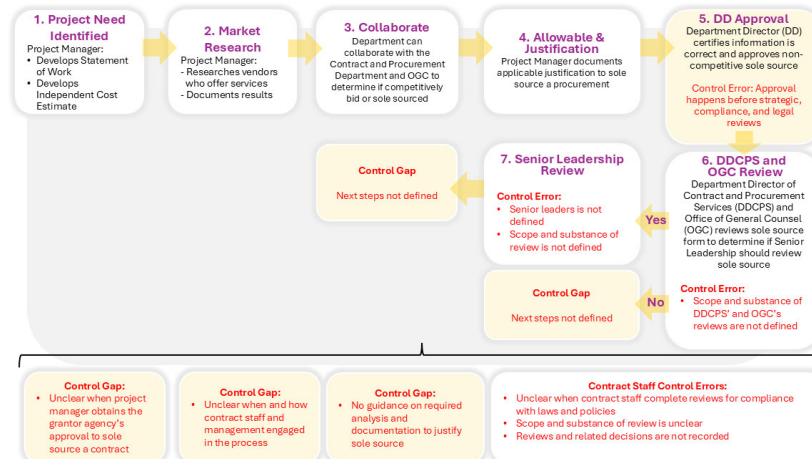 1. Project Need
Identified
Project Manager:
• Develops Statement
of Work
• Develops
Independent Cost
Estimate
2. Market
Research
Project Manager:
- Researches vendors
who offer services
- Documents results
3. Collaborate
Department can
collaborate with the
Contract and Procurement
Department and OGC to
determine if competitively
bid or sole sourced
4. Allowable &
Justification
Project Manager documents
applicable justification to sole
source a procurement
5. DD Approval
Department Director (DD)
certifies information is
correct and approves non-
competitive sole source
Control Error: Approval
happens before strategic,
compliance, and legal
reviews
6. DDCPS and
OGC Review
Department Director of
Contract and Procurement
Services (DDCPS) and
Office of General Counsel
(OGC) reviews sole source
form to determine if Senior
Leadership should review
sole source
Control Error:
• Scope and substance of
DDCPS' and OGC's
reviews are not defined
Yes
7. Senior Leadership
Review
Control Error:
• Senior leaders is not
defined
• Scope and substance of
review is not defined
Control Gap
Next steps not defined
No
Control Gap
Next steps not defined
Control Gap:
• Unclear when project
manager obtains the
grantor agency's
approval to sole
source a contract
Control Gap:
• Unclear when and how
contract staff and
management engaged
in the process
Control Gap:
• No guidance on required
analysis and
documentation to justify
sole source
Contract Staff Control Errors:
• Unclear when contract staff complete reviews for compliance
with laws and policies
• Scope and substance of review is unclear
• Reviews and related decisions are not recorded